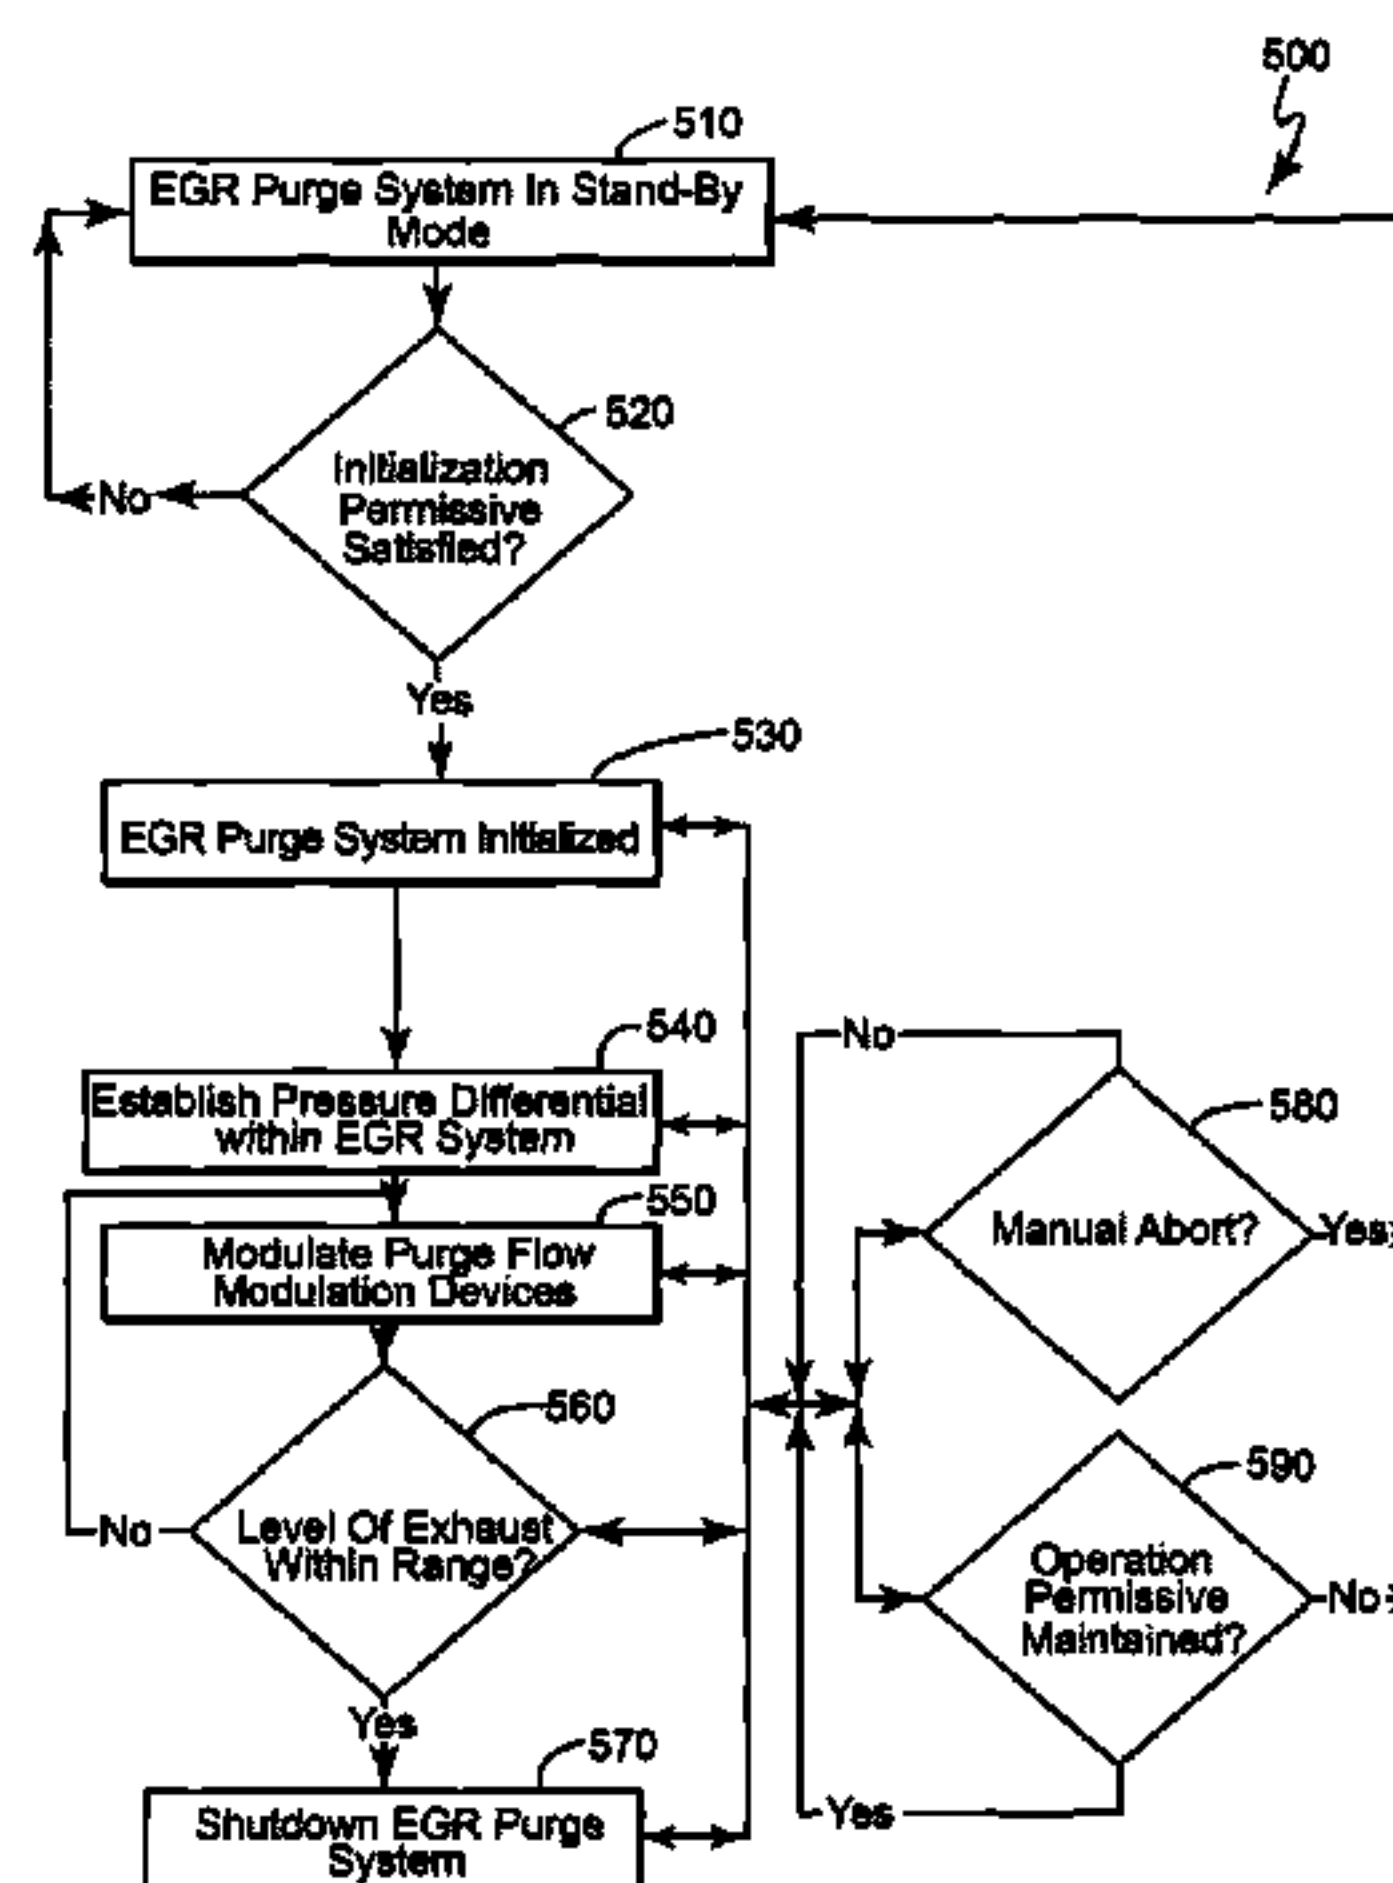 500
510
EGR Purge System In Stand-By
Mode
520
Initialization
Permissive
Satisfied?
No
Yes
530
EGR Purge System Initialized
540
Establish Pressure Differential
within EGR System
550
Modulate Purge Flow
Modulation Devices
560
Level Of Exhaust
Within Range?
No
Yes
570
Shutdown EGR Purge
System
No
580
Manual Abort?
Yes
590
Operation
Permissive
Maintained?
No
Yes